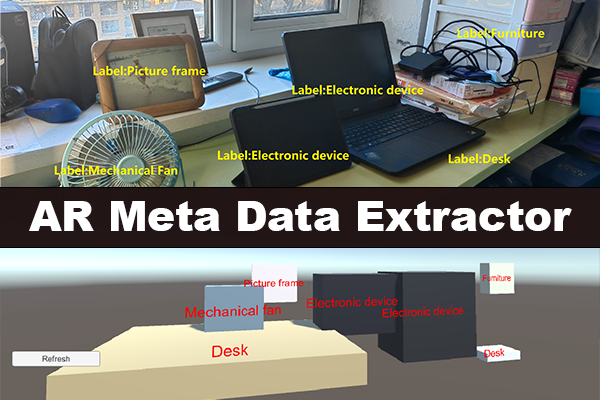 Label:Furniture
Label:Picture frame
Label:Electronic device
Label:Electronic device
Label:Desk
Label:Mechanical Fan
AR Meta Data Extractor
Picture frame
Furniture
Electronic device
Mechanical fan
Electronic device
Desk
Desk
Refresh